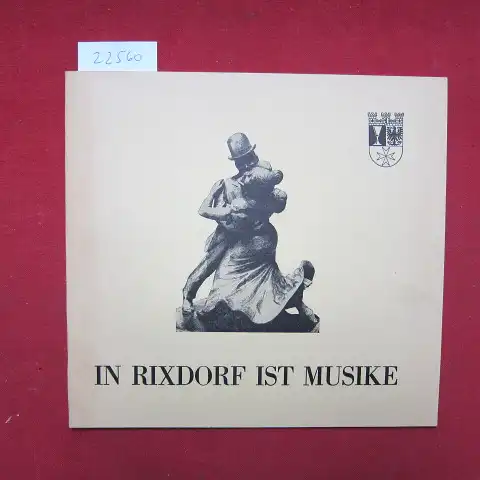 22560
IN RIXDORF IST MUSIKE